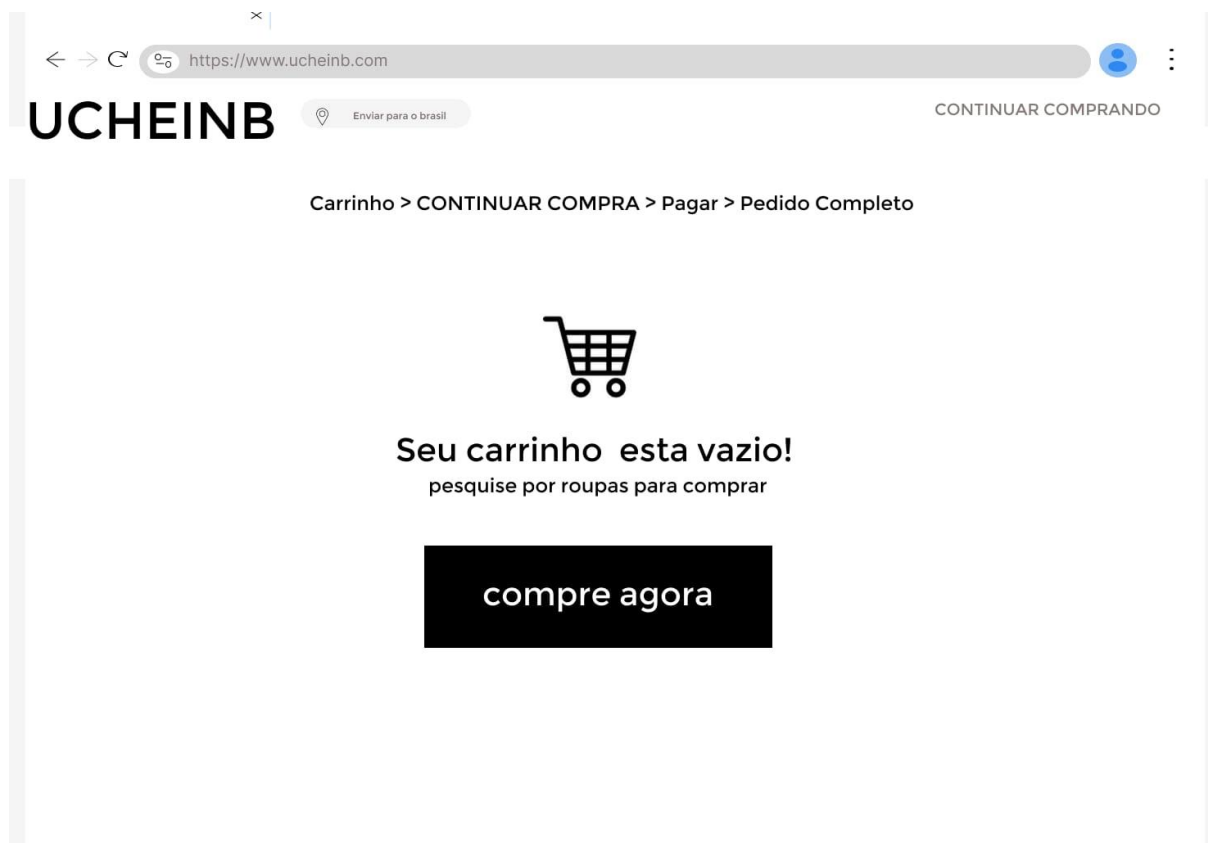 https://www.ucheinb.com
UCHEINB
Enviar para o brasil
CONTINUAR COMPRANDO
Carrinho > CONTINUAR COMPRA > Pagar > Pedido Completo
Seu carrinho esta vazio!
pesquise por roupas para comprar
compre agora